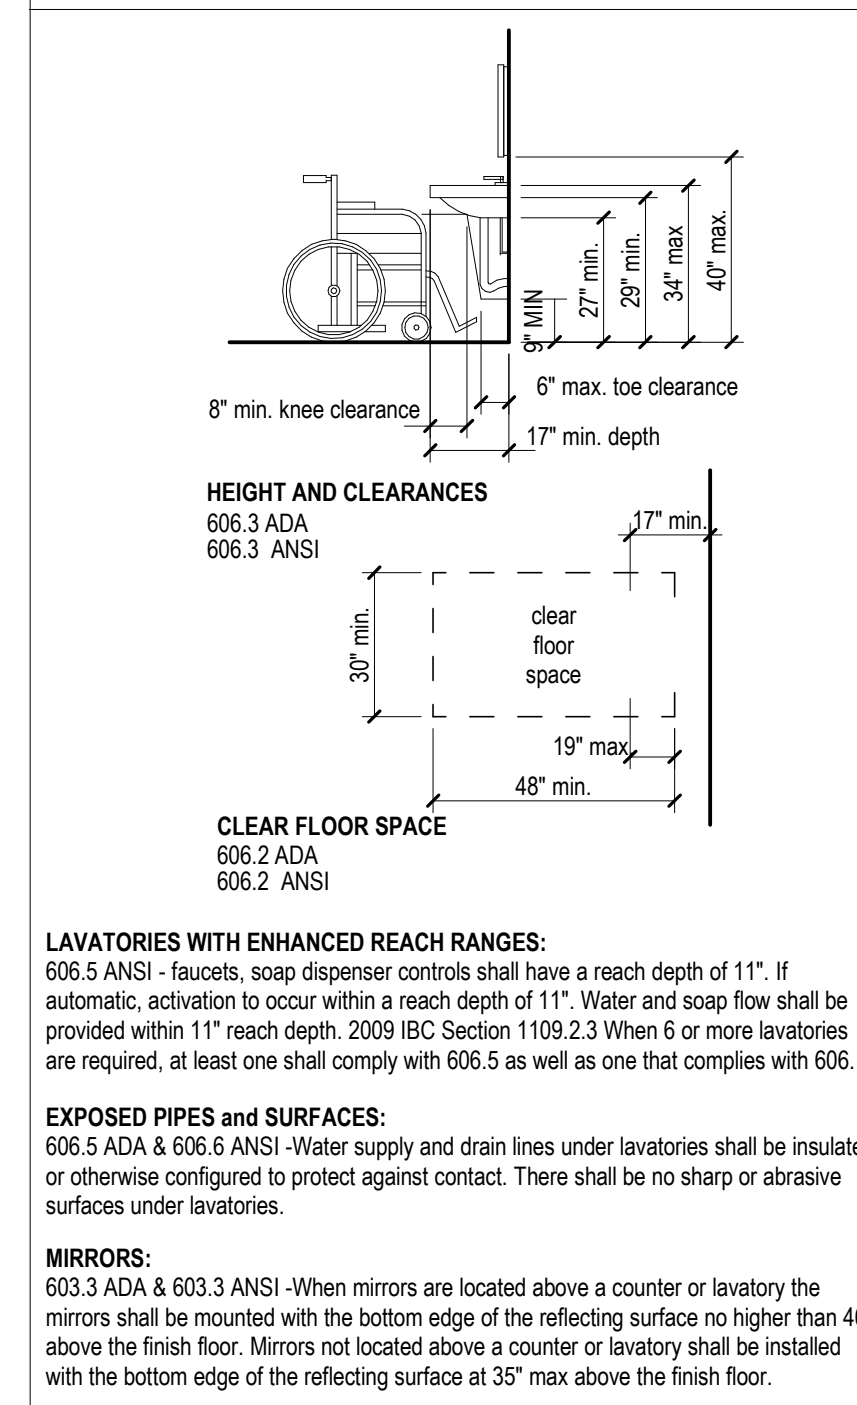 27" min.
29" min.
34" max
40" max.
9" MIN
6" max. toe clearance
8" min. knee clearance
17" min. depth
HEIGHT AND CLEARANCES
606.3 ADA
606.3 ANSI
17" min.
30" min.
clear
floor
space
19" max
48" min.
CLEAR FLOOR SPACE
606.2 ADA
606.2 ANSI
LAVATORIES WITH ENHANCED REACH RANGES:
606.5 ANSI - faucets, soap dispenser controls shall have a reach depth of 11". If
automatic, activation to occur within a reach depth of 11". Water and soap flow shall be
provided within 11" reach depth. 2009 IBC Section 1109.2.3 When 6 or more lavatories
are required, at least one shall comply with 606.5 as well as one that complies with 606.
EXPOSED PIPES and SURFACES:
606.5 ADA & 606.6 ANSI -Water supply and drain lines under lavatories shall be insulate
or otherwise configured to protect against contact. There shall be no sharp or abrasive
surfaces under lavatories.
MIRRORS:
603.3 ADA & 603.3 ANSI -When mirrors are located above a counter or lavatory the
mirrors shall be mounted with the bottom edge of the reflecting surface no higher than
above the finish floor. Mirrors not located above a counter or lavatory shall be installed
with the bottom edge of the reflecting surface at 35" max above the finish floor.